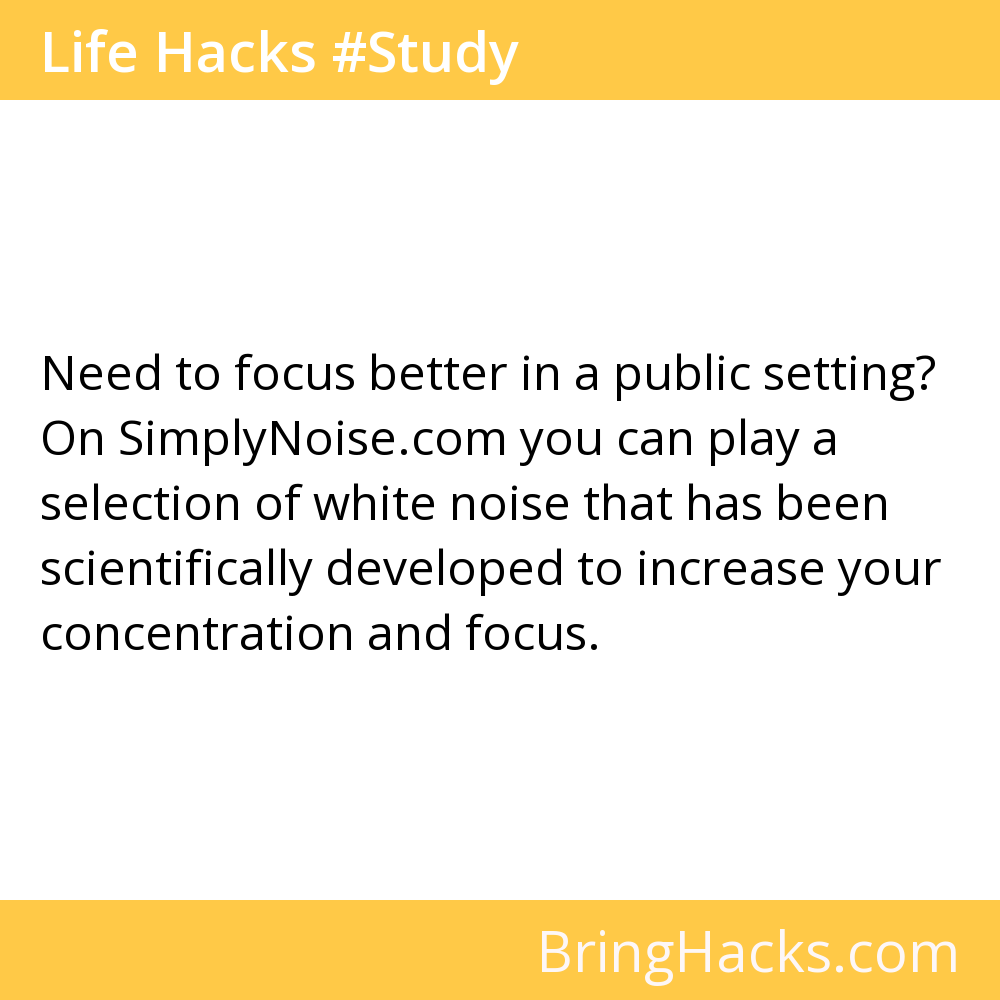 Life Hacks #Study
Need to focus better in a public setting?
On SimplyNoise.com you can play a
selection of white noise that has been
scientifically developed to increase your
concentration and focus.
BringHacks.com